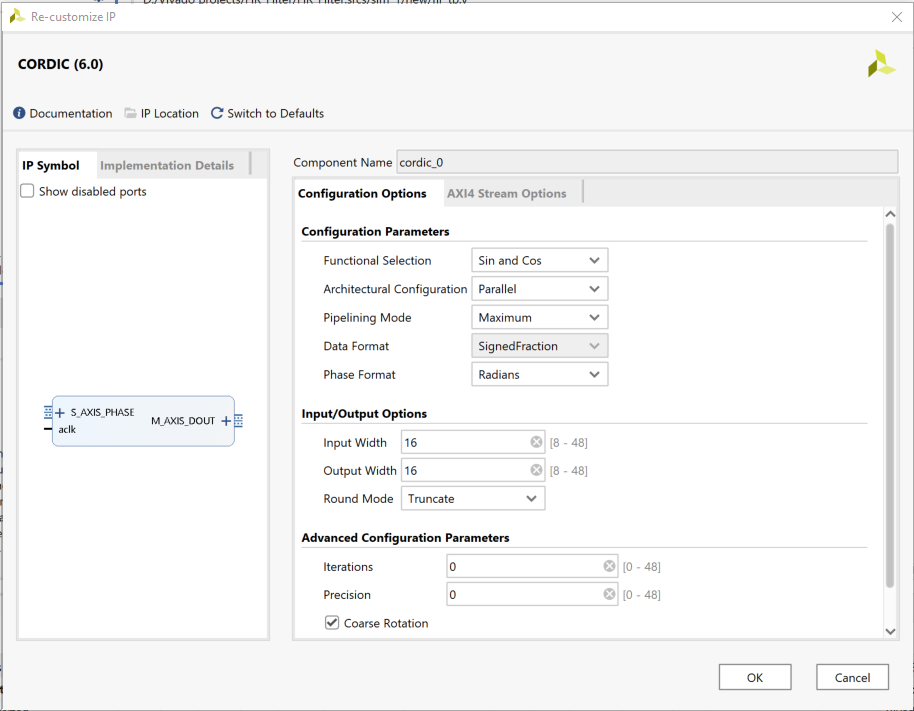 Re-customize IP
CORDIC (6.0)
Documentation IP Location Switch to Defaults
IP Symbol Implementation Details
Show disabled ports
S_AXIS_PHASE
aclk
M_AXIS_DOUT
Component Name cordic_0
Configuration Options AXI4 Stream Options
Configuration Parameters
Functional Selection Sin and Cos
Architectural Configuration Parallel
Pipelining Mode Maximum
Data Format SignedFraction
Phase Format Radians
Input/Output Options
Input Width 16 [8 - 48]
Output Width 16 [8 - 48]
Round Mode Truncate
Advanced Configuration Parameters
Iterations 0 [0 - 48]
Precision 0 [0 - 48]
Coarse Rotation
OK Cancel